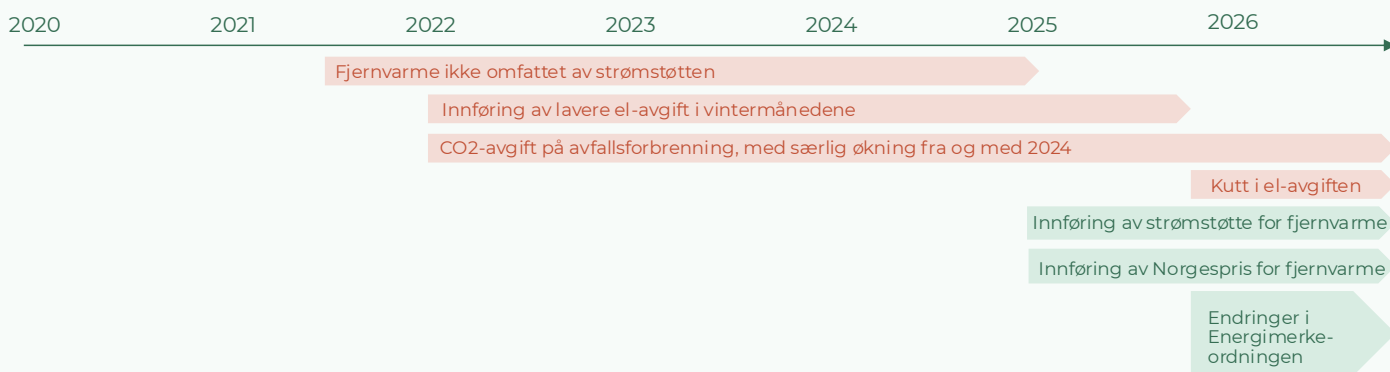 2020 2021 2022 2023 2024 2025 2026
Fjernvarme ikke omfattet av strømstøtten
Innføring av lavere el-avgift i vintermånedene
CO2-avgift på avfallsforbrenning, med særlig økning fra og med 2024
Kutt i el-avgiften
Innføring av strømstøtte for fjernvarme
Innføring av Norgespris for fjernvarme
Endringer i
Energimerke-
ordningen